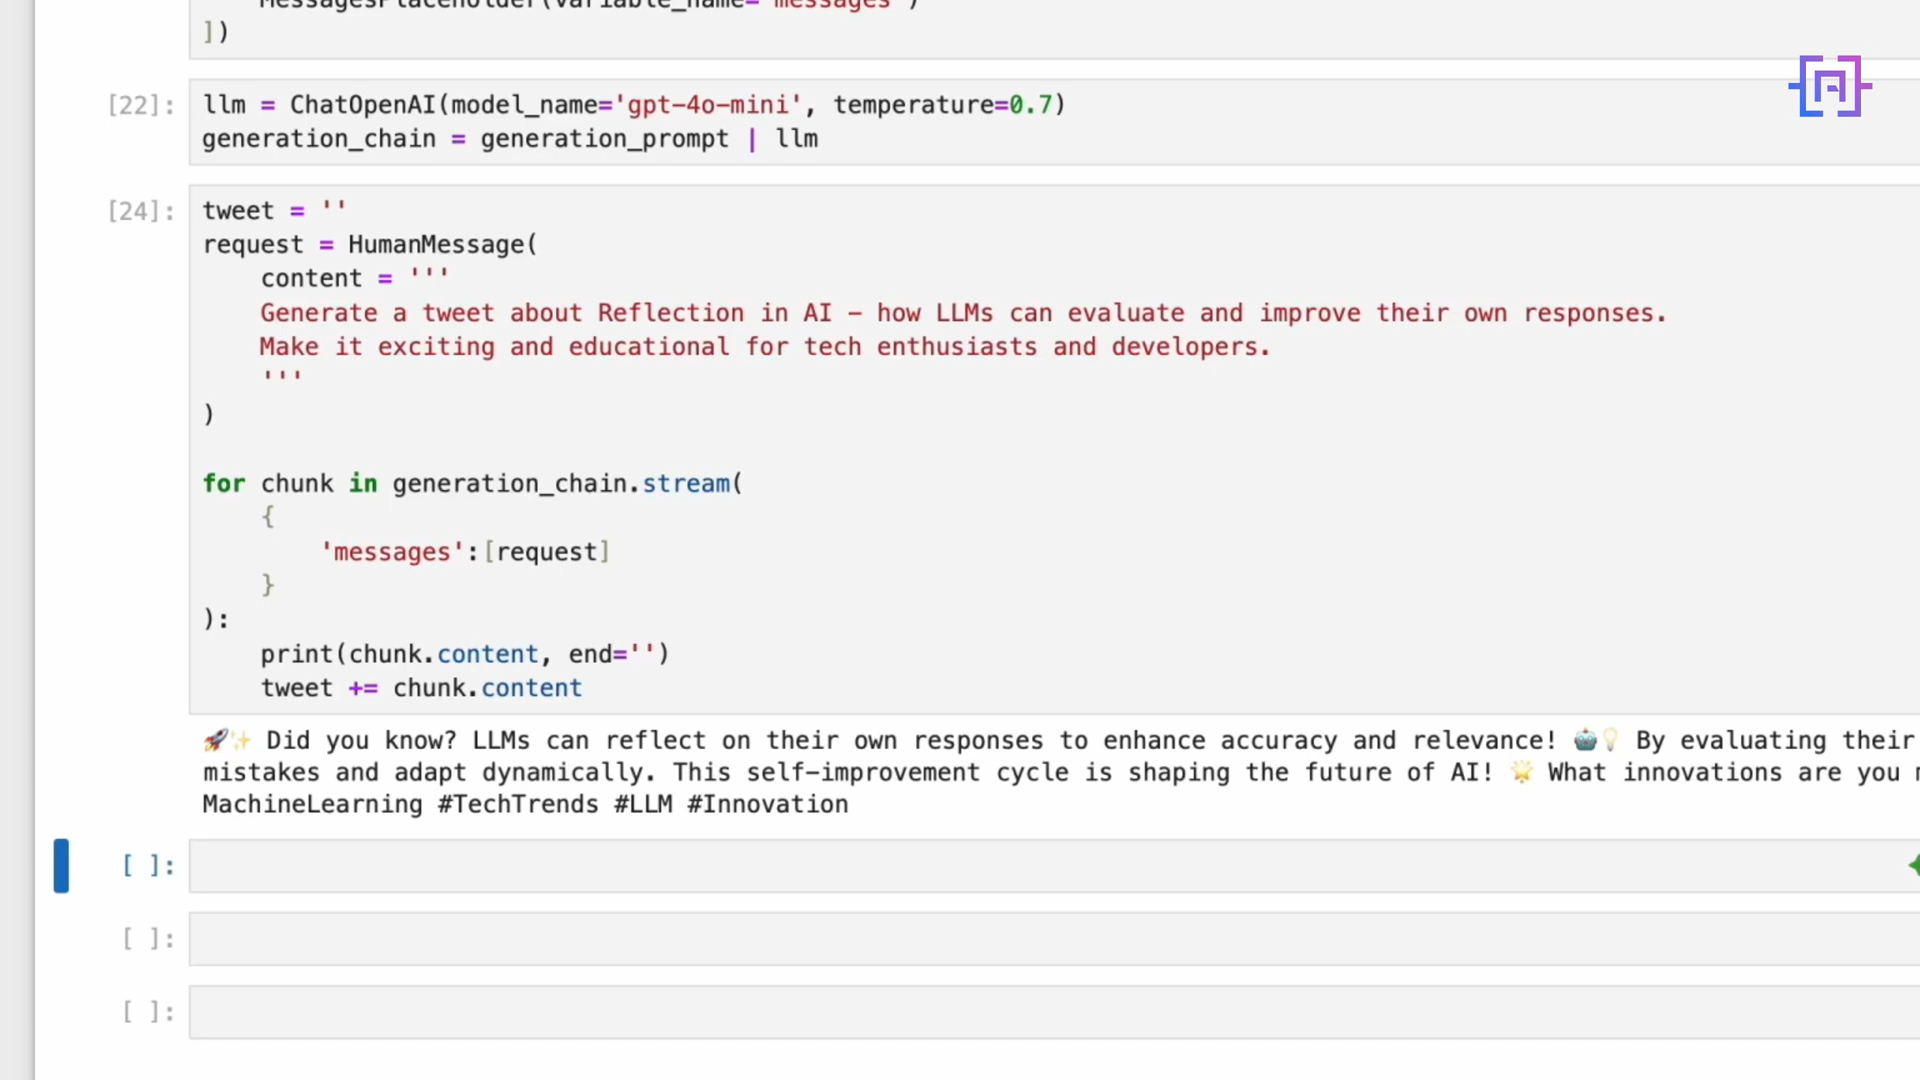 MessagesPlaceholder(variable_name='messages')
])
[22]: llm = ChatOpenAI(model_name='gpt-4o-mini', temperature=0.7)
generation_chain = generation_prompt | llm
[24]: tweet = ''
request = HumanMessage(
content = '''
Generate a tweet about Reflection in AI - how LLMs can evaluate and improve their own responses.
Make it exciting and educational for tech enthusiasts and developers.
'''
)
for chunk in generation_chain.stream(
{
'messages':[request]
}
):
print(chunk.content, end='')
tweet += chunk.content
🚀✨ Did you know? LLMs can reflect on their own responses to enhance accuracy and relevance! 🤖💡 By evaluating their
mistakes and adapt dynamically. This self-improvement cycle is shaping the future of AI! 🌟 What innovations are you
MachineLearning #TechTrends #LLM #Innovation
[ ]:
[ ]:
[ ]: